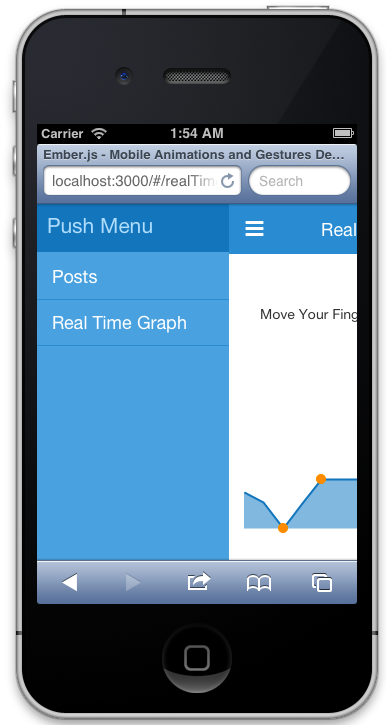 Carrier 1:54 AM
Ember.js - Mobile Animations and Gestures De...
localhost:3000/#/realTim
Search
Push Menu
Real
Posts
Move Your Fing
Real Time Graph